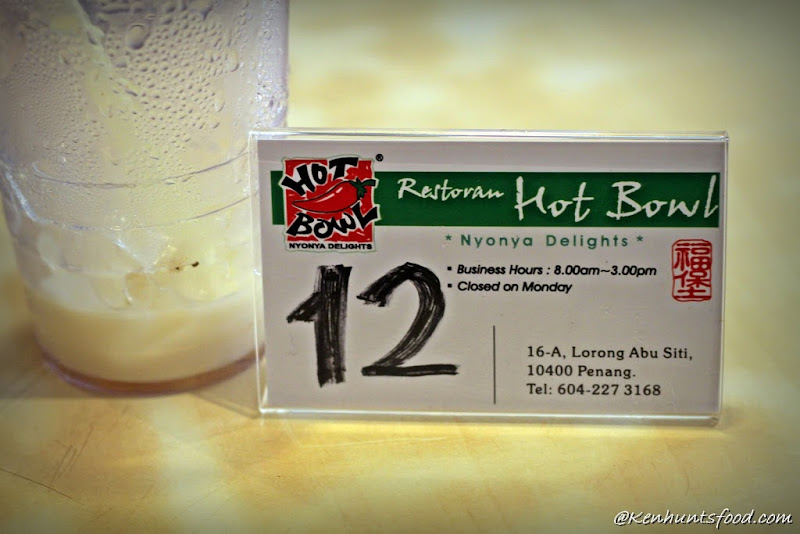 HOT
BOWL
NYONYA DELIGHTS
®
Restoran Hot Bowl
* Nyonya Delights *
▪ Business Hours : 8.00am~3.00pm
▪ Closed on Monday
福堡
12
16-A, Lorong Abu Siti,
10400 Penang.
Tel: 604-227 3168
@Kenhuntsfood.com